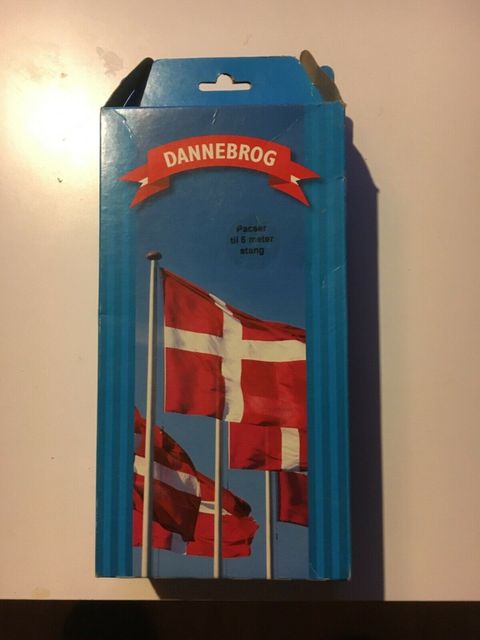 DANNEBROG
Passer
til 6 meter
stang